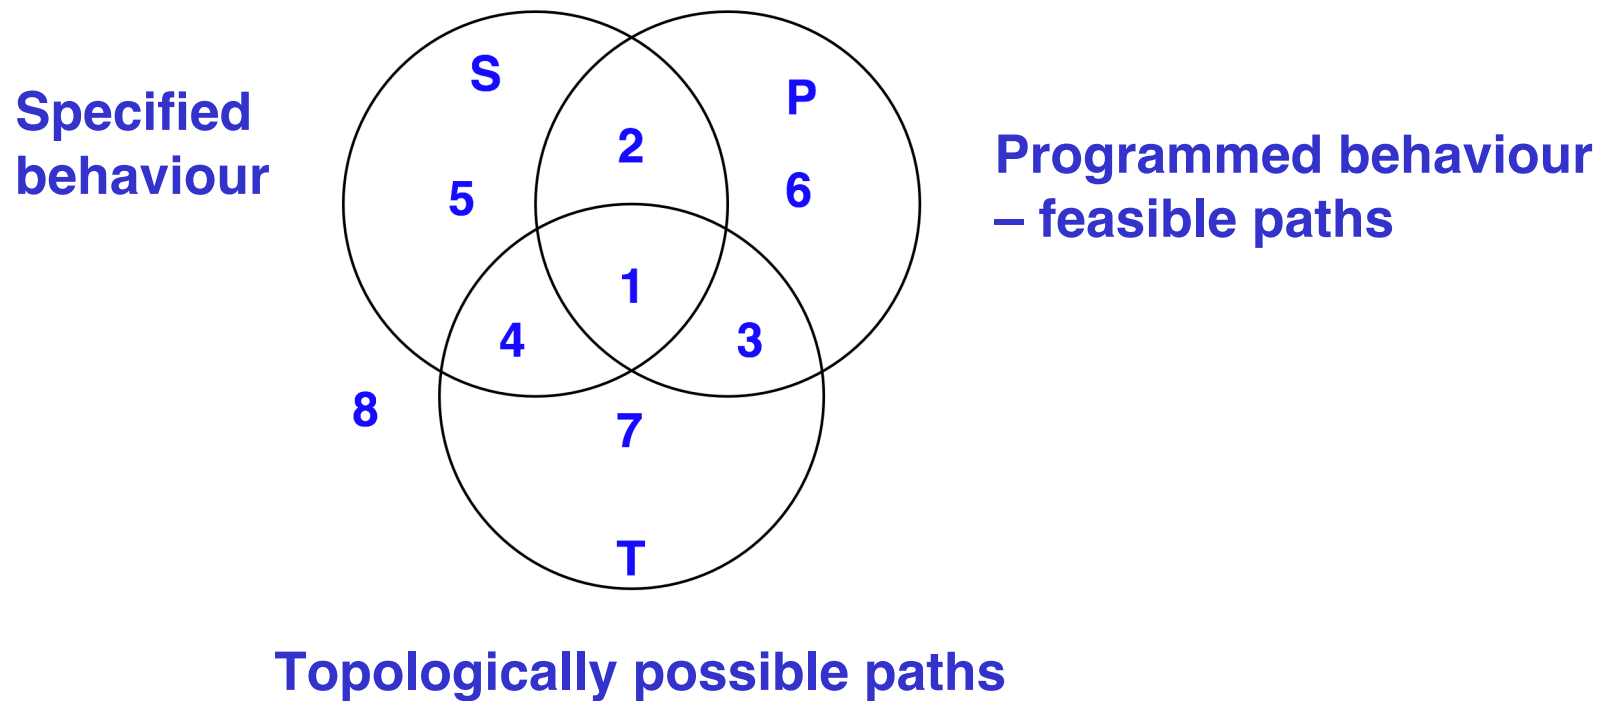 S
P
Specified
behaviour
2
Programmed behaviour
– feasible paths
5
6
1
4
3
8
7
T
Topologically possible paths